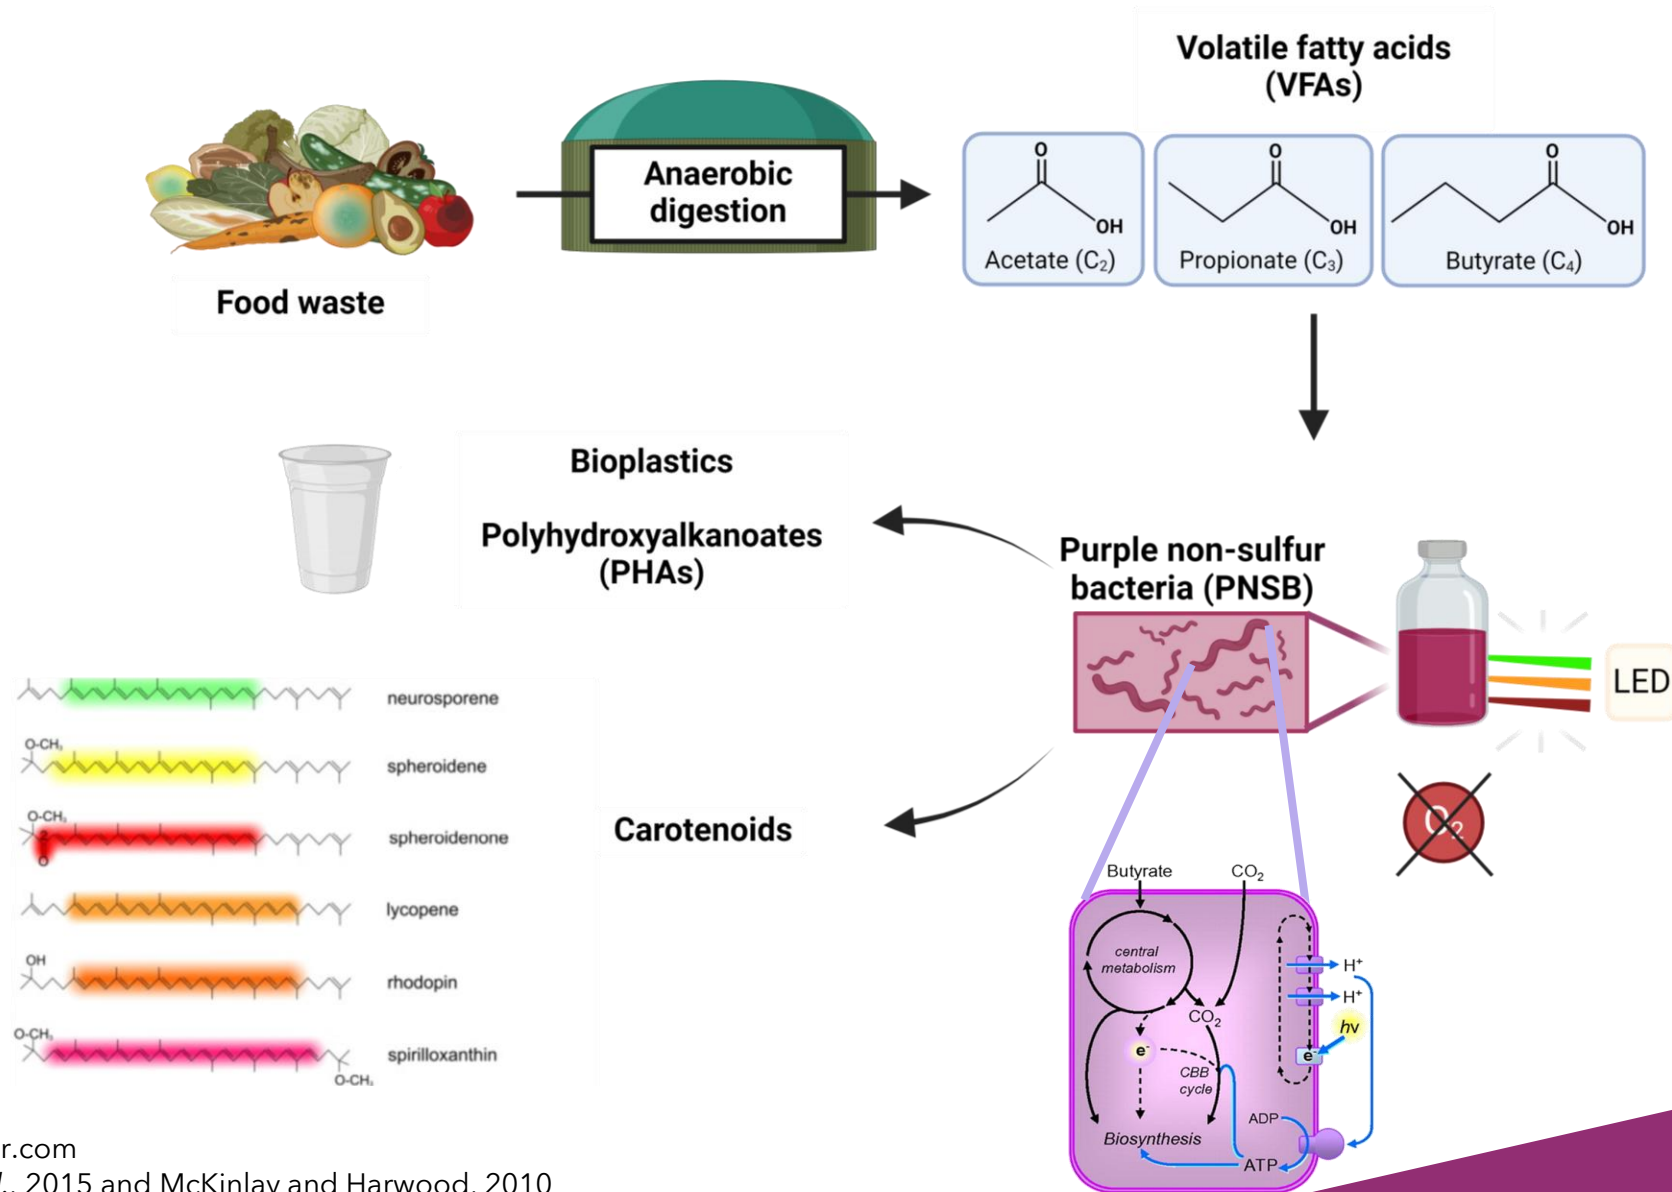 Volatile fatty acids
(VFAs)
Anaerobic
digestion
Food waste
O
OH
Acetate (C₂)
O
OH
Propionate (C₃)
O
OH
Butyrate (C₄)
Bioplastics
Polyhydroxyalkanoates
(PHAs)
Purple non-sulfur
bacteria (PNSB)
LED
O₂
Carotenoids
neurosporene
O-CH₃
spheroidene
O-CH₃
O
spheroidenone
lycopene
OH
rhodopin
O-CH₃
spirilloxanthin
O-CH₃
Butyrate
CO₂
central
metabolism
CO₂
e⁻
CBB
cycle
Biosynthesis
H⁺
H⁺
hv
e⁻
ADP
ATP
r.com
2015 and McKinlay and Harwood, 2010